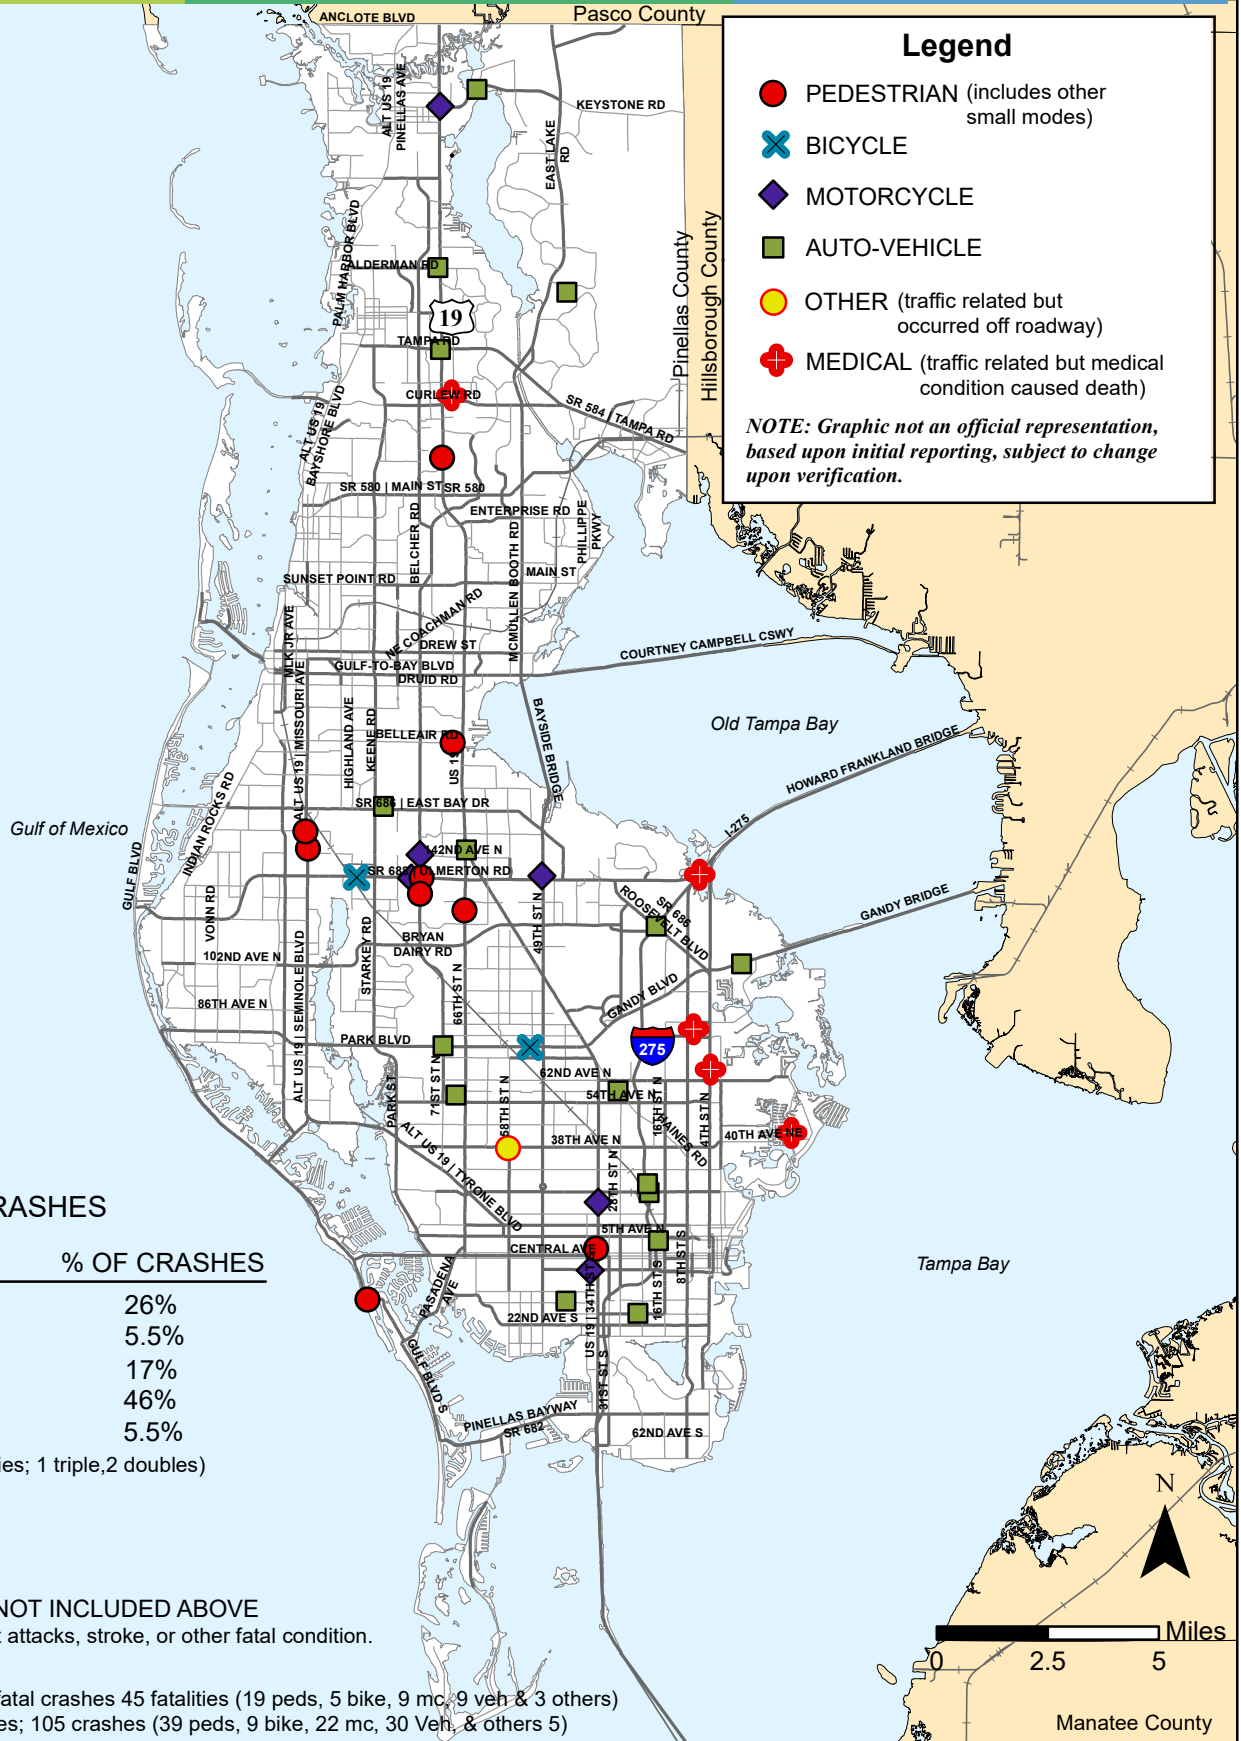 ANCLOTE BLVD
Pasco County
Legend
PEDESTRIAN (includes other
small modes)
BICYCLE
MOTORCYCLE
AUTO-VEHICLE
OTHER (traffic related but
occurred off roadway)
MEDICAL (traffic related but medical
condition caused death)
NOTE: Graphic not an official representation,
based upon initial reporting, subject to change
upon verification.
ALT US 19
PINELLAS AVE
KEYSTONE RD
EAST LAKE
RD
PALM HARBOR BLVD
ALDERMAN RD
Pinellas County
Hillsborough County
19
TAMPA RD
CURLEW RD
SR 584 | TAMPA RD
ALT US 19
BAYSHORE BLVD
SR 580 | MAIN ST
SR 580
ENTERPRISE RD
BELCHER RD
MCMULLEN BOOTH RD
PHILLIPPE
PKWY
MAIN ST
SUNSET POINT RD
NE COACHMAN RD
MLK JR AVE
DREW ST
GULF-TO-BAY BLVD
DRUID RD
COURTNEY CAMPBELL CSWY
ALT US 19 | MISSOURI AVE
HIGHLAND AVE
KEENE RD
BELLEAIR RD
US 19
BAYSIDE BRIDGE
Old Tampa Bay
HOWARD FRANKLAND BRIDGE
I-275
INDIAN ROCKS RD
SR 686 | EAST BAY DR
Gulf of Mexico
GULF BLVD
142ND AVE N
SR 688 | ULMERTON RD
VONN RD
STARKEY RD
49TH ST N
SR 686
ROOSEVELT BLVD
GANDY BRIDGE
BRYAN
DAIRY RD
102ND AVE N
66TH ST N
86TH AVE N
ALT US 19 | SEMINOLE BLVD
GANDY BLVD
PARK BLVD
275
62ND AVE N
71ST ST N
PARK ST
54TH AVE N
58TH ST N
16TH ST N
4TH ST N
HAINES RD
40TH AVE NE
38TH AVE N
ALT US 19 | TYRONE BLVD
28TH ST N
5TH AVE N
CENTRAL AVE
8TH ST S
16TH ST S
PASADENA
AVE
22ND AVE S
US 19 | 34TH ST
31ST ST S
GULF BLVD S
PINELLAS BAYWAY
SR 682
62ND AVE S
Tampa Bay
RASHES
% OF CRASHES
26%
5.5%
17%
46%
5.5%
ies; 1 triple,2 doubles)
NOT INCLUDED ABOVE
t attacks, stroke, or other fatal condition.
fatal crashes 45 fatalities (19 peds, 5 bike, 9 mc, 9 veh & 3 others)
es; 105 crashes (39 peds, 9 bike, 22 mc, 30 Veh, & others 5)
N
Miles
0 2.5 5
Manatee County